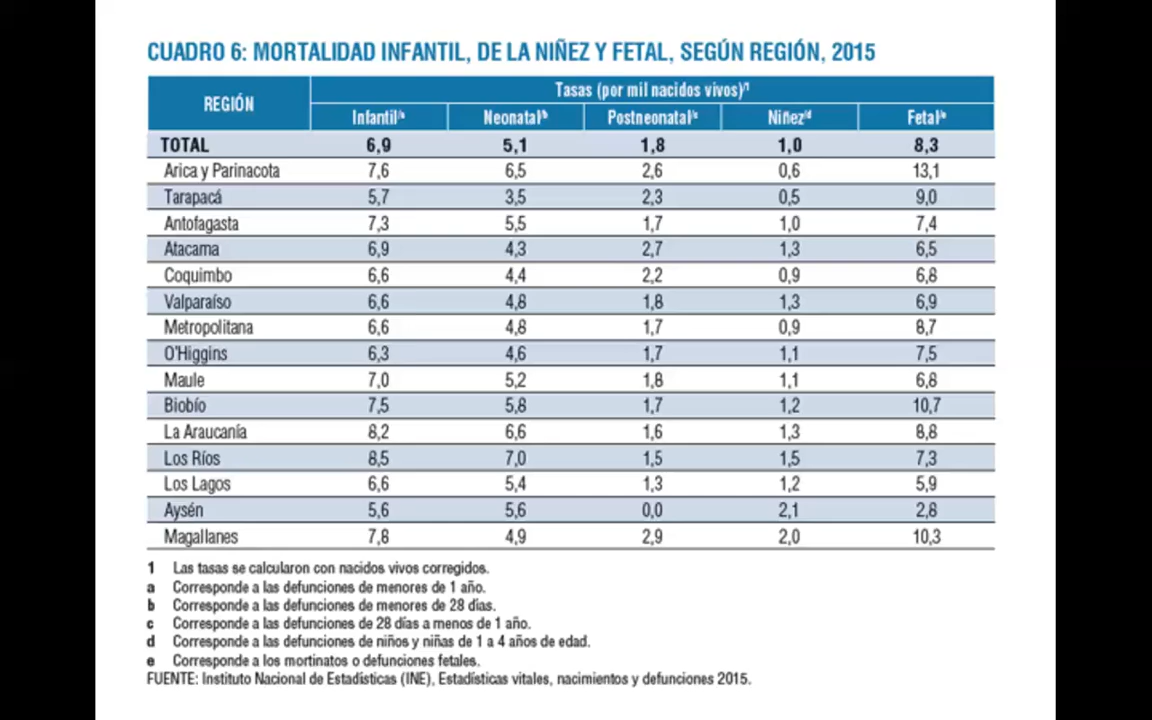 CUADRO 6: MORTALIDAD INFANTIL, DE LA NIÑEZ Y FETAL, SEGÚN REGIÓN, 2015
REGIÓN Tasas (por mil nacidos vivos)/1
Infantil/a Neonatal/b Postneonatal/c Niñez/d Fetal/e
TOTAL 6,9 5,1 1,8 1,0 8,3
Arica y Parinacota 7,6 6,5 2,6 0,6 13,1
Tarapacá 5,7 3,5 2,3 0,5 9,0
Antofagasta 7,3 5,5 1,7 1,0 7,4
Atacama 6,9 4,3 2,7 1,3 6,5
Coquimbo 6,6 4,4 2,2 0,9 6,8
Valparaíso 6,6 4,8 1,8 1,3 6,9
Metropolitana 6,6 4,8 1,7 0,9 8,7
O'Higgins 6,3 4,6 1,7 1,1 7,5
Maule 7,0 5,2 1,8 1,1 6,8
Biobío 7,5 5,8 1,7 1,2 10,7
La Araucanía 8,2 6,6 1,6 1,3 8,8
Los Ríos 8,5 7,0 1,5 1,5 7,3
Los Lagos 6,6 5,4 1,3 1,2 5,9
Aysén 5,6 5,6 0,0 2,1 2,8
Magallanes 7,8 4,9 2,9 2,0 10,3
1 Las tasas se calcularon con nacidos vivos corregidos.
a Corresponde a las defunciones de menores de 1 año.
b Corresponde a las defunciones de menores de 28 días.
c Corresponde a las defunciones de 28 días a menos de 1 año.
d Corresponde a las defunciones de niños y niñas de 1 a 4 años de edad.
e Corresponde a los mortinatos o defunciones fetales.
FUENTE: Instituto Nacional de Estadísticas (INE), Estadísticas vitales, nacimientos y defunciones 2015.